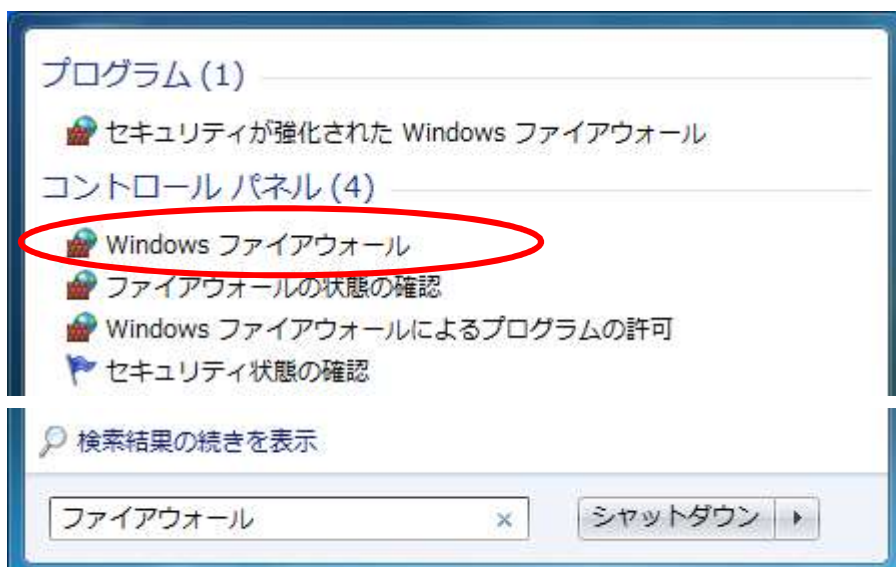 プログラム (1)
セキュリティが強化された Windows ファイアウォール
コントロール パネル (4)
Windows ファイアウォール
ファイアウォールの状態の確認
Windows ファイアウォールによるプログラムの許可
セキュリティ状態の確認
検索結果の続きを表示
ファイアウォール
シャットダウン